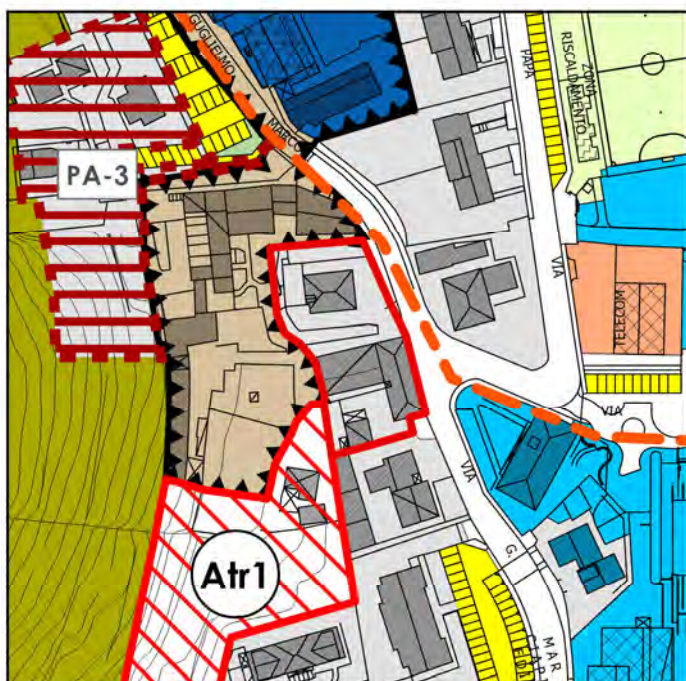 GUGLIELMO
MARCO
PAPA
ZONA
RISCALDAMENTO
PA-3
VIA
TELECOM
VIA
VIA
G.
Atr1
MAR